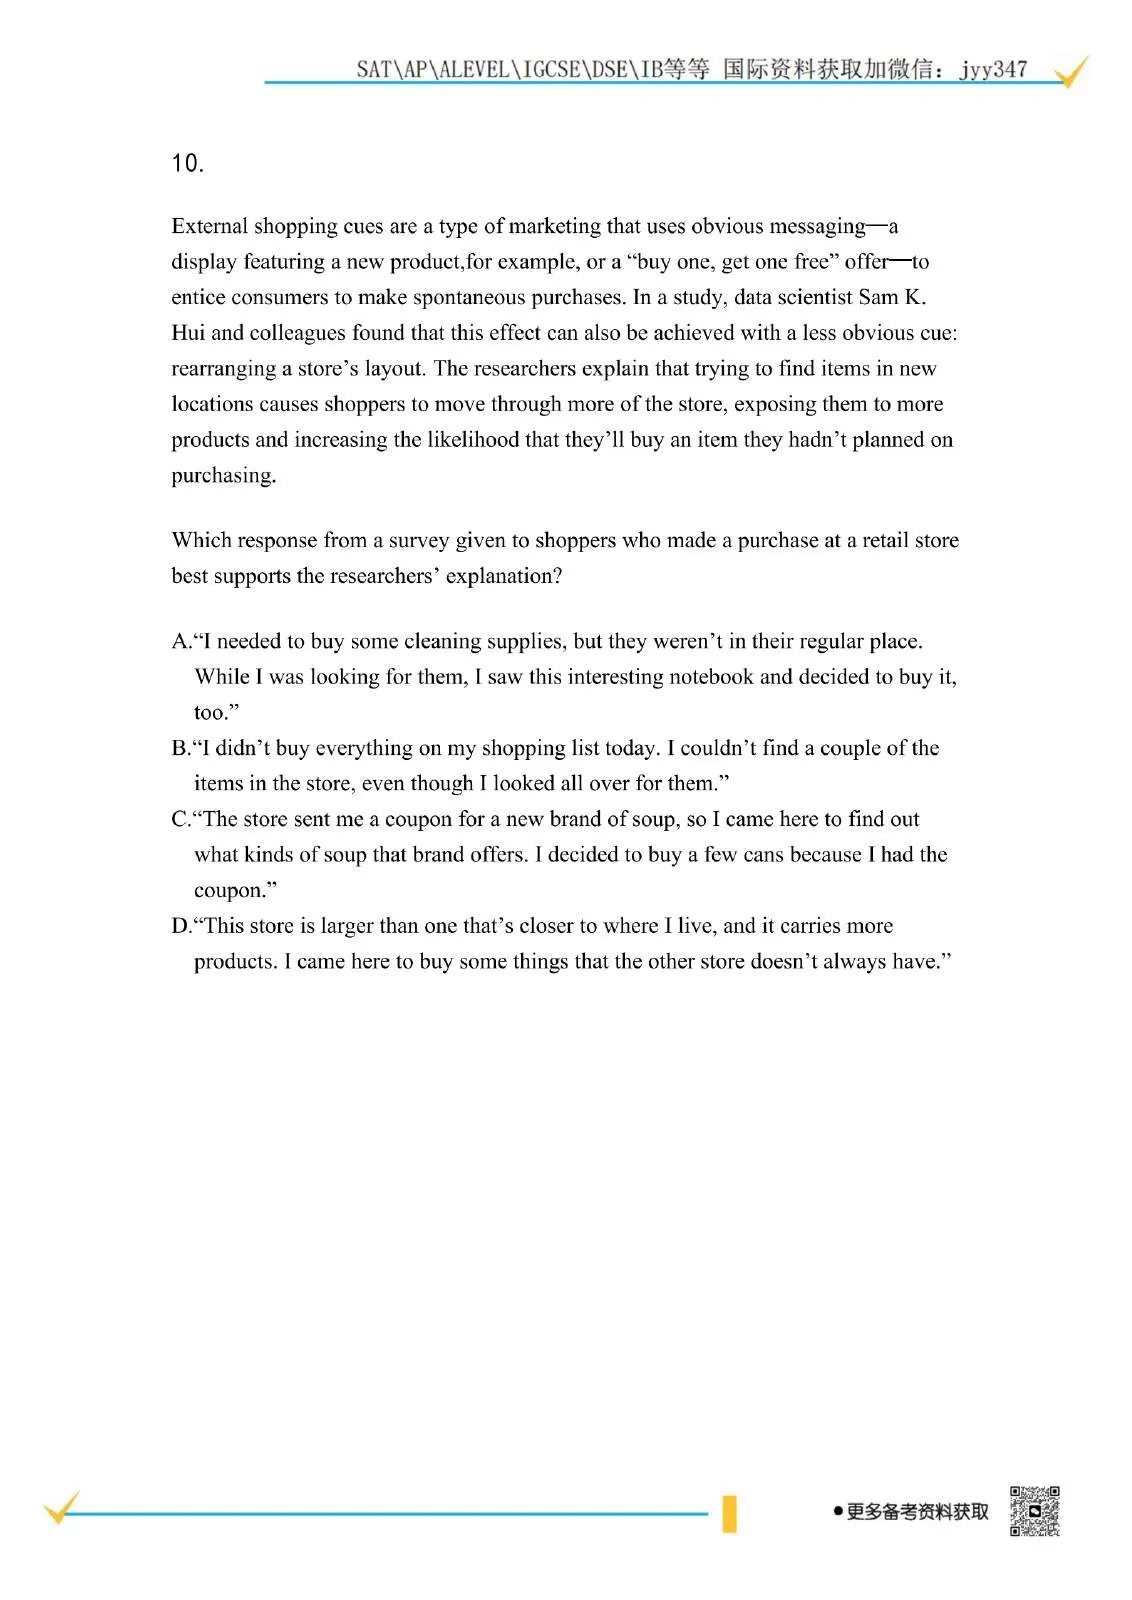 SAT\AP\ALEVEL\IGCSE\DSE\IB等等 国际资料获取加微信：jyy347
10.
External shopping cues are a type of marketing that uses obvious messaging—a
display featuring a new product,for example, or a “buy one, get one free” offer—to
entice consumers to make spontaneous purchases. In a study, data scientist Sam K.
Hui and colleagues found that this effect can also be achieved with a less obvious cue:
rearranging a store’s layout. The researchers explain that trying to find items in new
locations causes shoppers to move through more of the store, exposing them to more
products and increasing the likelihood that they’ll buy an item they hadn’t planned on
purchasing.
Which response from a survey given to shoppers who made a purchase at a retail store
best supports the researchers’ explanation?
A.“I needed to buy some cleaning supplies, but they weren’t in their regular place.
While I was looking for them, I saw this interesting notebook and decided to buy it,
too.”
B.“I didn’t buy everything on my shopping list today. I couldn’t find a couple of the
items in the store, even though I looked all over for them.”
C.“The store sent me a coupon for a new brand of soup, so I came here to find out
what kinds of soup that brand offers. I decided to buy a few cans because I had the
coupon.”
D.“This store is larger than one that’s closer to where I live, and it carries more
products. I came here to buy some things that the other store doesn’t always have.”
●更多备考资料获取